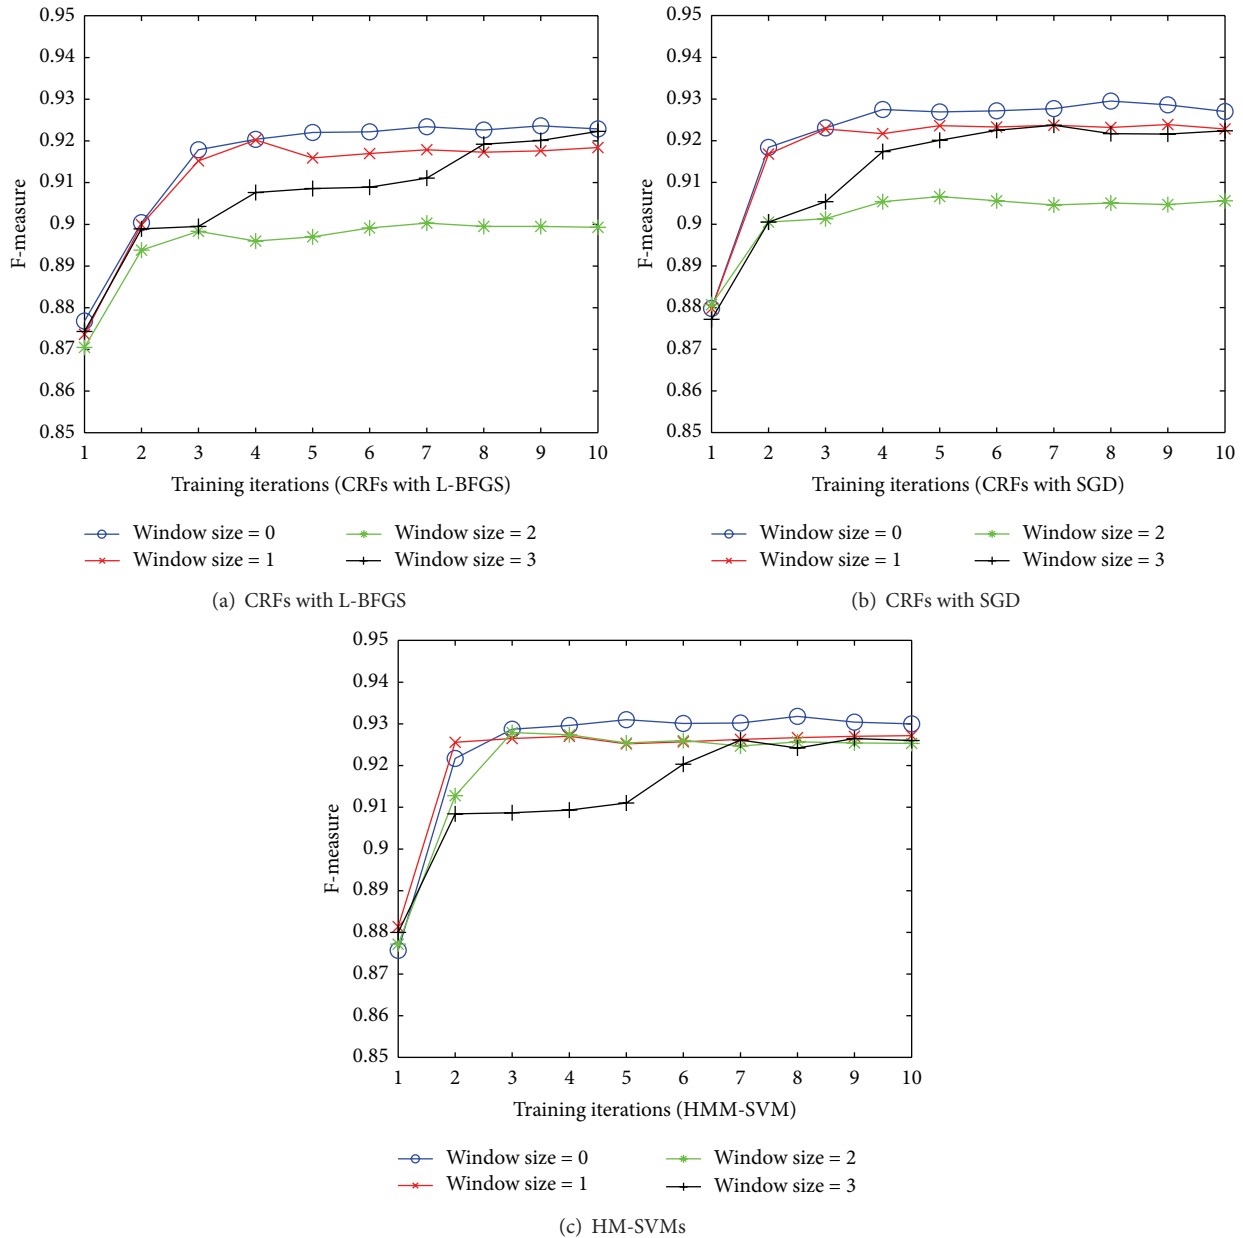 0.95
0.94
0.93
0.92
0.91
0.9
0.89
0.88
0.87
0.86
0.85
F-measure
1 2 3 4 5 6 7 8 9 10
Training iterations (CRFs with L-BFGS)
Window size = 0
Window size = 2
Window size = 1
Window size = 3
(a) CRFs with L-BFGS
0.95
0.94
0.93
0.92
0.91
0.9
0.89
0.88
0.87
0.86
0.85
F-measure
1 2 3 4 5 6 7 8 9 10
Training iterations (CRFs with SGD)
Window size = 0
Window size = 2
Window size = 1
Window size = 3
(b) CRFs with SGD
0.95
0.94
0.93
0.92
0.91
0.9
0.89
0.88
0.87
0.86
0.85
F-measure
1 2 3 4 5 6 7 8 9 10
Training iterations (HMM-SVM)
Window size = 0
Window size = 2
Window size = 1
Window size = 3
(c) HM-SVMs